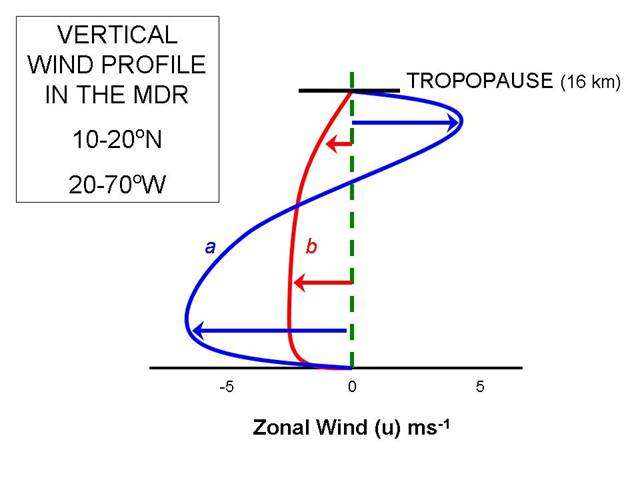 VERTICAL
WIND PROFILE
IN THE MDR
10-20ºN
20-70ºW
TROPOPAUSE (16 km)
a
b
-5 0 5
Zonal Wind (u) ms-1